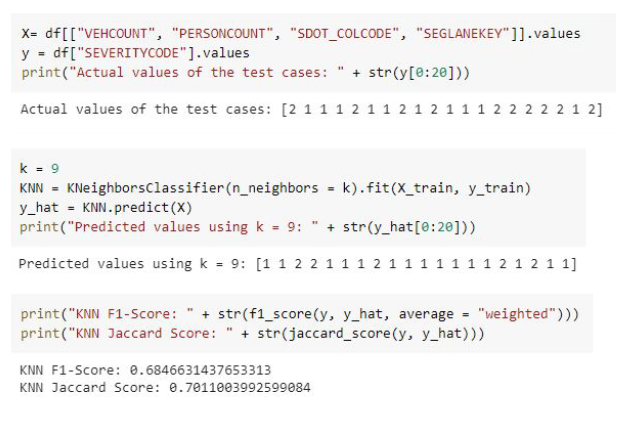 X= df[["VEHCOUNT", "PERSONCOUNT", "SDOT_COLCODE", "SEGLANEKEY"]].values
y = df["SEVERITYCODE"].values
print("Actual values of the test cases: " + str(y[0:20]))
Actual values of the test cases: [2 1 1 1 2 1 1 2 1 2 1 1 1 2 2 2 2 2 1 2]
k = 9
KNN = KNeighborsClassifier(n_neighbors = k).fit(X_train, y_train)
y_hat = KNN.predict(X)
print("Predicted values using k = 9: " + str(y_hat[0:20]))
Predicted values using k = 9: [1 1 2 2 1 1 1 2 1 1 1 1 1 1 1 2 1 2 1 1]
print("KNN F1-Score: " + str(f1_score(y, y_hat, average = "weighted")))
print("KNN Jaccard Score: " + str(jaccard_score(y, y_hat)))
KNN F1-Score: 0.6846631437653313
KNN Jaccard Score: 0.7011003992599084